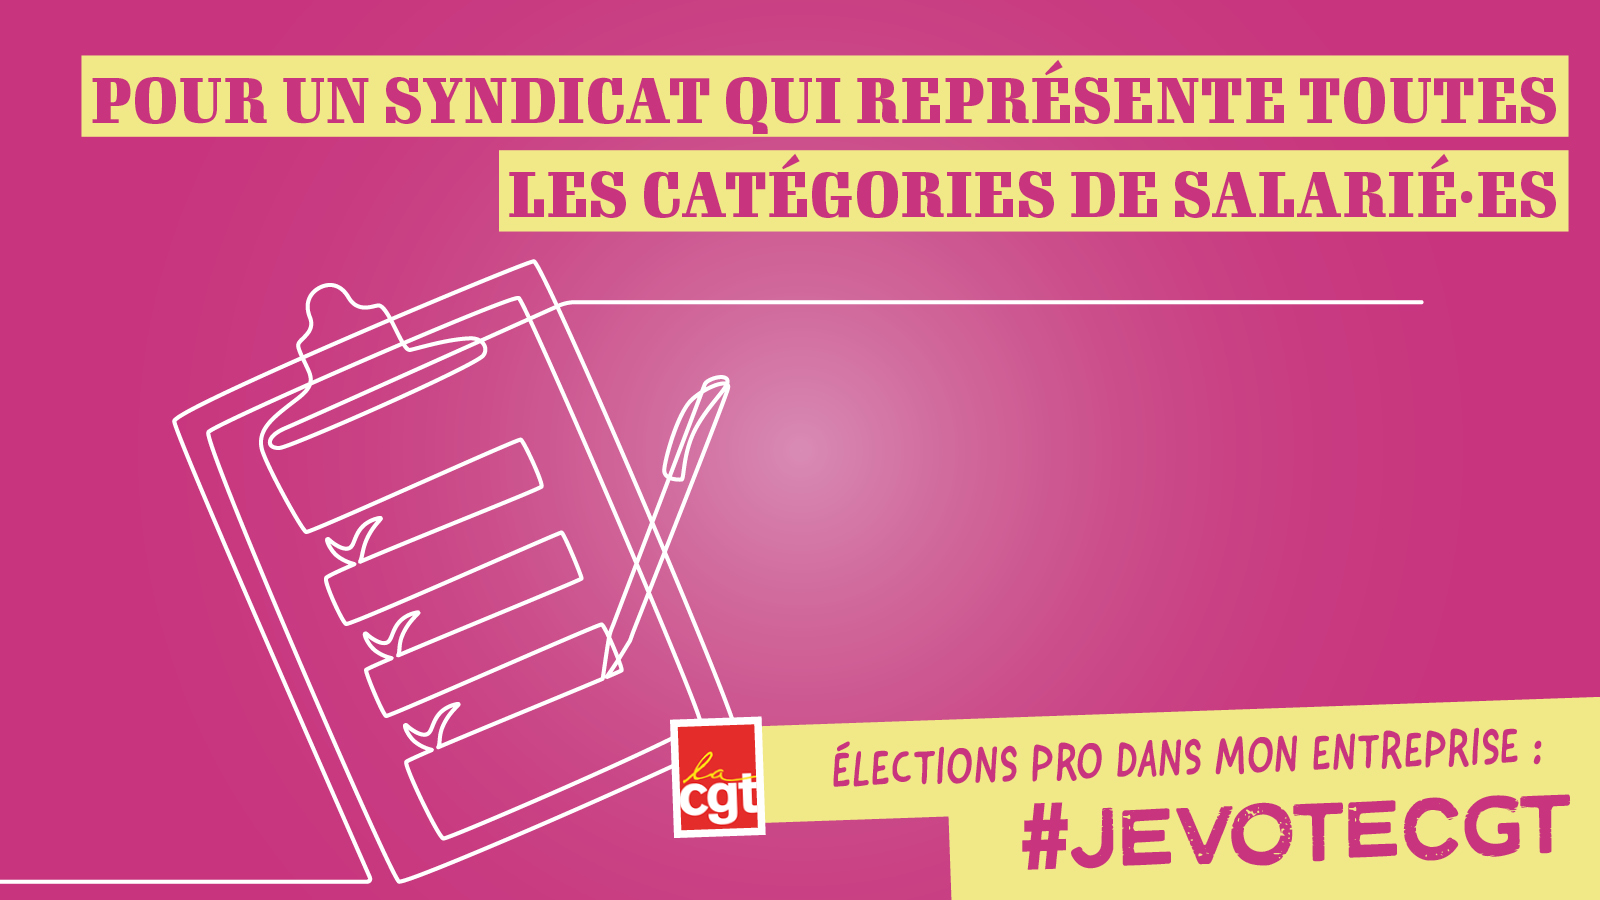 POUR UN SYNDICAT QUI REPRÉSENTE TOUTES
LES CATÉGORIES DE SALARIÉ·ES
la
cgt
ÉLECTIONS PRO DANS MON ENTREPRISE :
#JEVOTECGT